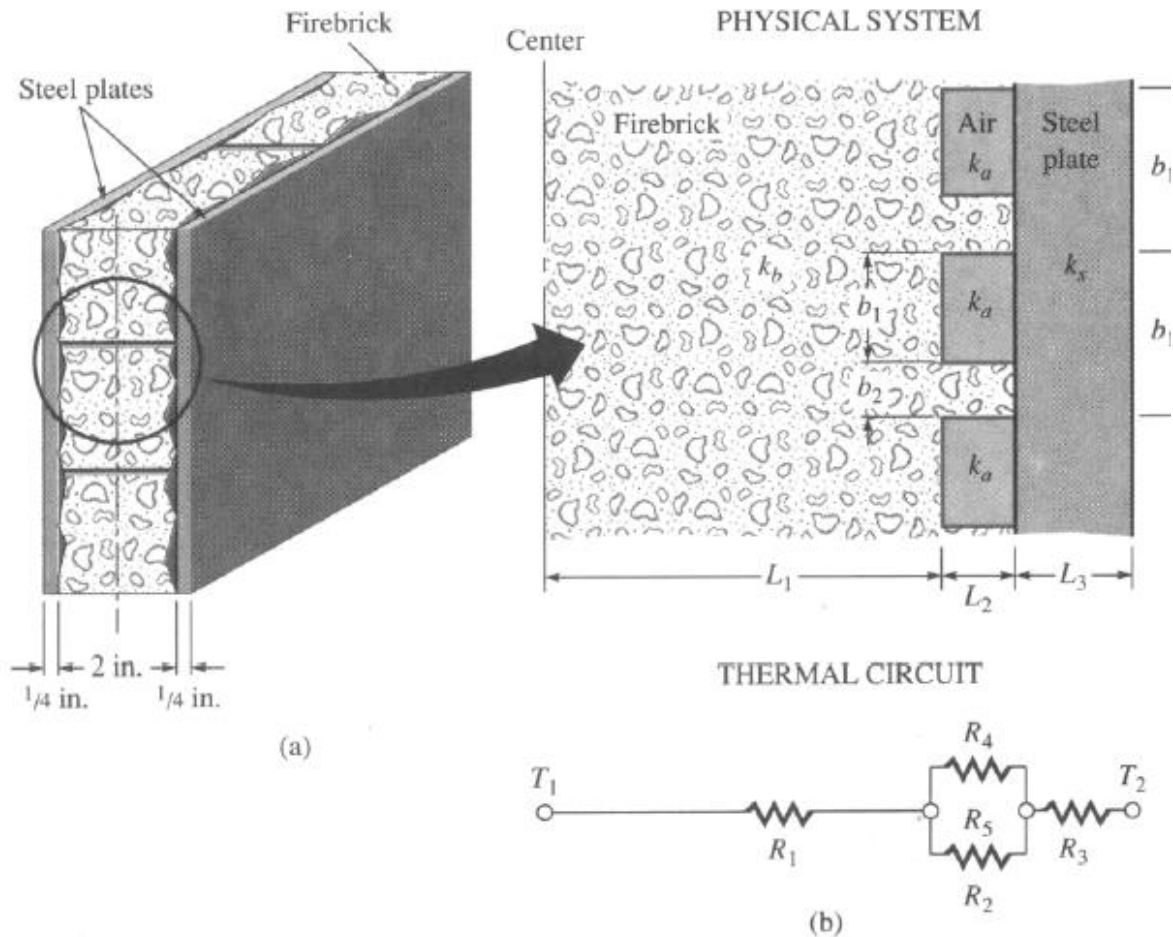 PHYSICAL SYSTEM
Firebrick
Center
Steel plates
Firebrick
Air
k_a
Steel
plate
b_1
k_b
b_1
k_a
k_s
b_1
b_2
k_a
L_1
L_2
L_3
2 in.
1/4 in.
1/4 in.
(a)
THERMAL CIRCUIT
T_1
R_1
R_4
R_5
R_2
R_3
T_2
(b)